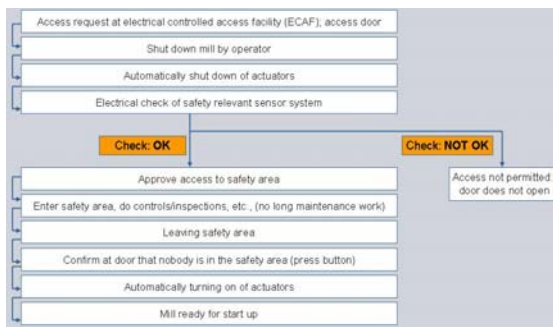 Access request at electrical controlled access facility (ECAF); access door
Shut down mill by operator
Automatically shut down of actuators
Electrical check of safety relevant sensor system
Check: OK
Check: NOT OK
Approve access to safety area
Access not permitted:
door does not open
Enter safety area, do controls/inspections, etc., (no long maintenance work)
Leaving safety area
Confirm at door that nobody is in the safety area (press button)
Automatically turning on of actuators
Mill ready for start up